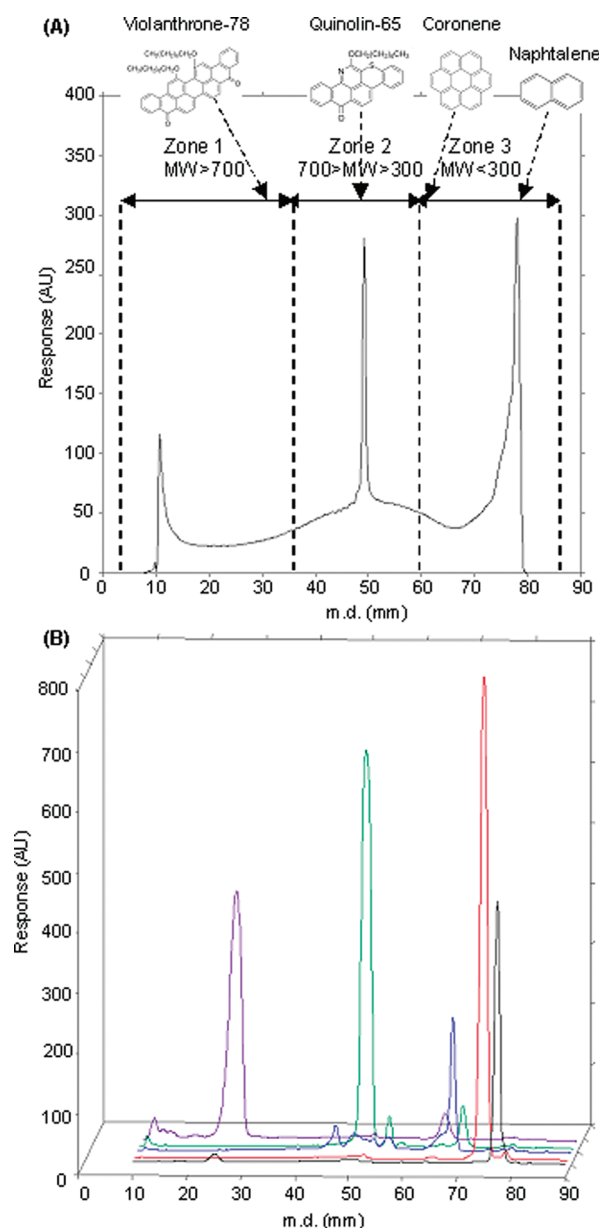 (A)
Violanthrone-78
Quinolin-65
Coronene
Naphtalene
Zone 1
MW>700
Zone 2
700>MW>300
Zone 3
MW<300
N
S
O
O
O
400
350
300
250
200
150
100
50
0
Response (AU)
0 10 20 30 40 50 60 70 80 90
m.d. (mm)
(B)
800
700
600
500
400
300
200
100
0
Response (AU)
0 10 20 30 40 50 60 70 80 90
m.d. (mm)